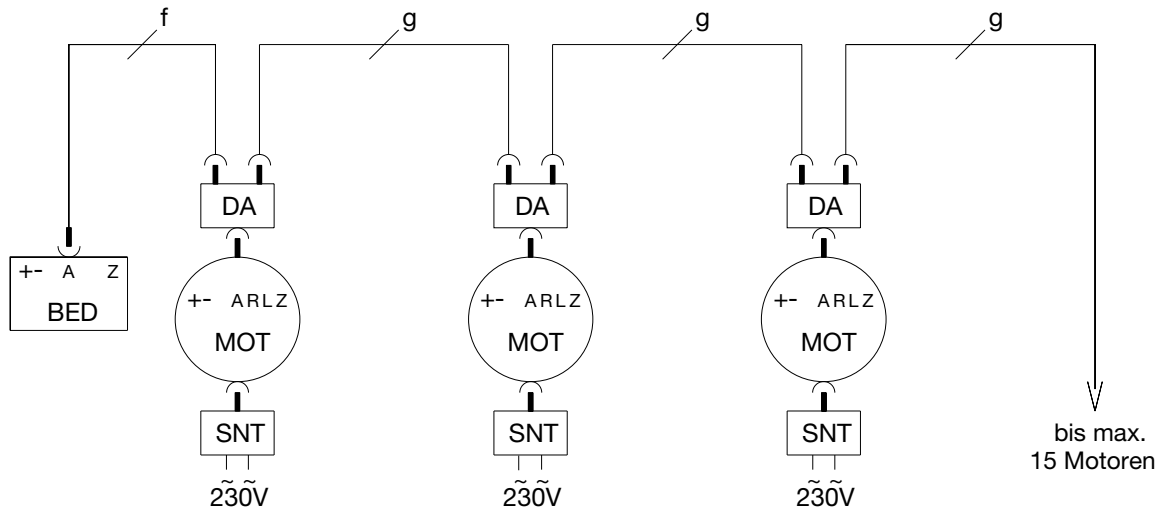 f g g g
DA DA DA
+- A Z
BED
+- ARLZ +- ARLZ +- ARLZ
MOT MOT MOT
SNT SNT SNT
bis max.
15 Motoren
~ ~ ~ ~ ~ ~
230V 230V 230V